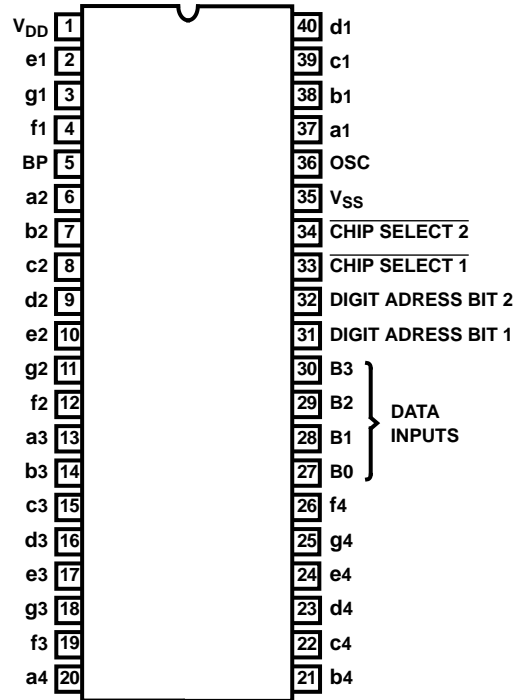 VDD 1
e1 2
g1 3
f1 4
BP 5
a2 6
b2 7
c2 8
d2 9
e2 10
g2 11
f2 12
a3 13
b3 14
c3 15
d3 16
e3 17
g3 18
f3 19
a4 20
40 d1
39 c1
38 b1
37 a1
36 OSC
35 VSS
34 CHIP SELECT 2
33 CHIP SELECT 1
32 DIGIT ADRESS BIT 2
31 DIGIT ADRESS BIT 1
30 B3
29 B2
28 B1
27 B0
DATA
INPUTS
26 f4
25 g4
24 e4
23 d4
22 c4
21 b4